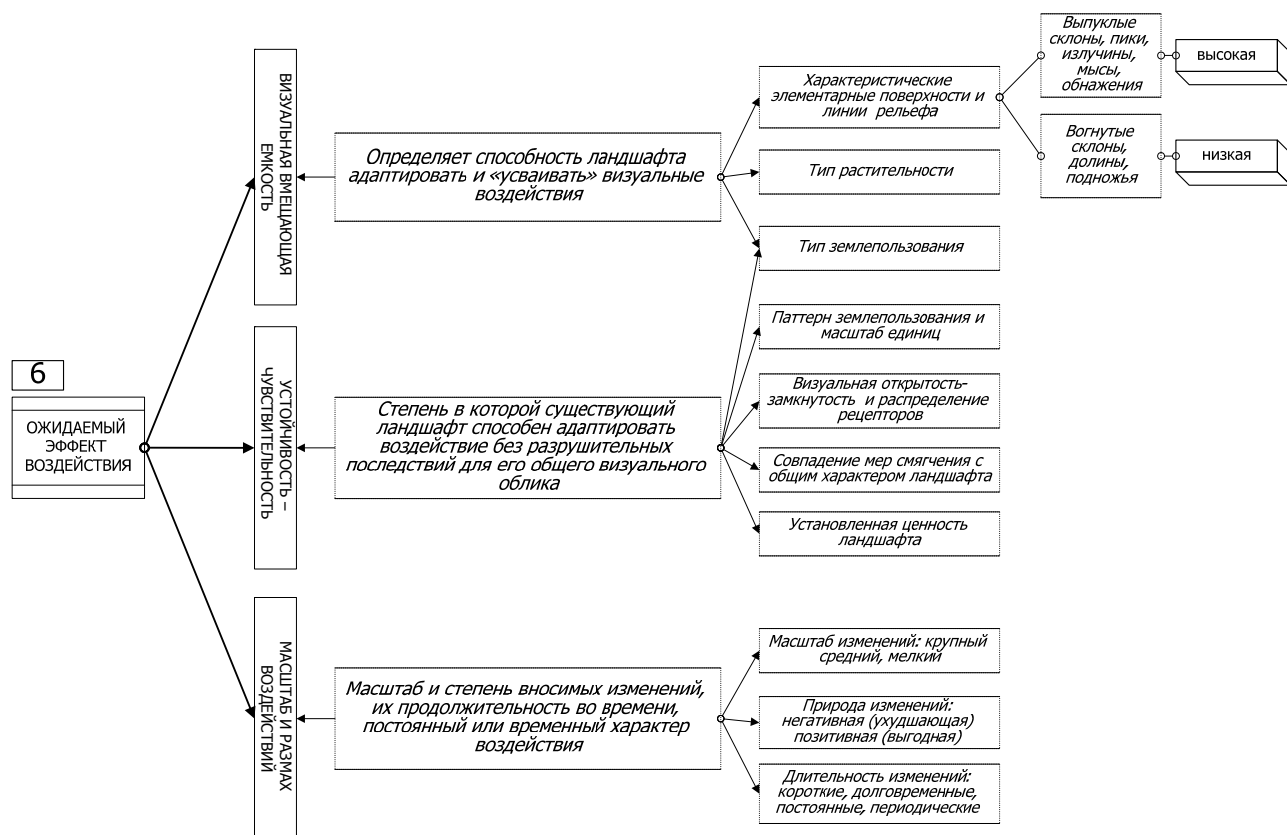 6
ОЖИДАЕМЫЙ
ЭФФЕКТ
ВОЗДЕЙСТВИЯ
ВИЗУАЛЬНАЯ ВМЕЩАЮЩАЯ
ЕМКОСТЬ
Определяет способность ландшафта
адаптировать и «усваивать» визуальные
воздействия
Характеристические
элементарные поверхности и
линии рельефа
Выпуклые
склоны, пики,
излучины,
мысы,
обнажения
высокая
Вогнутые
склоны,
долины,
подножья
низкая
Тип растительности
Тип землепользования
УСТОЙЧИВОСТЬ –
ЧУВСТВИТЕЛЬНОСТЬ
Степень в которой существующий
ландшафт способен адаптировать
воздействие без разрушительных
последствий для его общего визуального
облика
Паттерн землепользования и
масштаб единиц
Визуальная открытость-
замкнутость и распределение
рецепторов
Совпадение мер смягчения с
общим характером ландшафта
Установленная ценность
ландшафта
МАСШТАБ И РАЗМАХ
ВОЗДЕЙСТВИЙ
Масштаб и степень вносимых изменений,
их продолжительность во времени,
постоянный или временный характер
воздействия
Масштаб изменений: крупный
средний, мелкий
Природа изменений:
негативная (ухудшающая)
позитивная (выгодная)
Длительность изменений:
короткие, долговременные,
постоянные, периодические